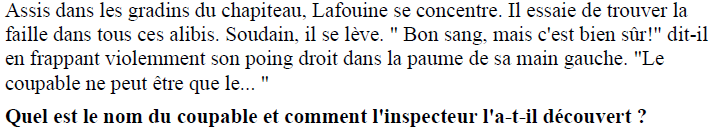 Assis dans les gradins du chapiteau, Lafouine se concentre. Il essaie de trouver la
faille dans tous ces alibis. Soudain, il se lève. " Bon sang, mais c'est bien sûr!" dit-il
en frappant violemment son poing droit dans la paume de sa main gauche. "Le
coupable ne peut être que le... "
Quel est le nom du coupable et comment l'inspecteur l'a-t-il découvert ?